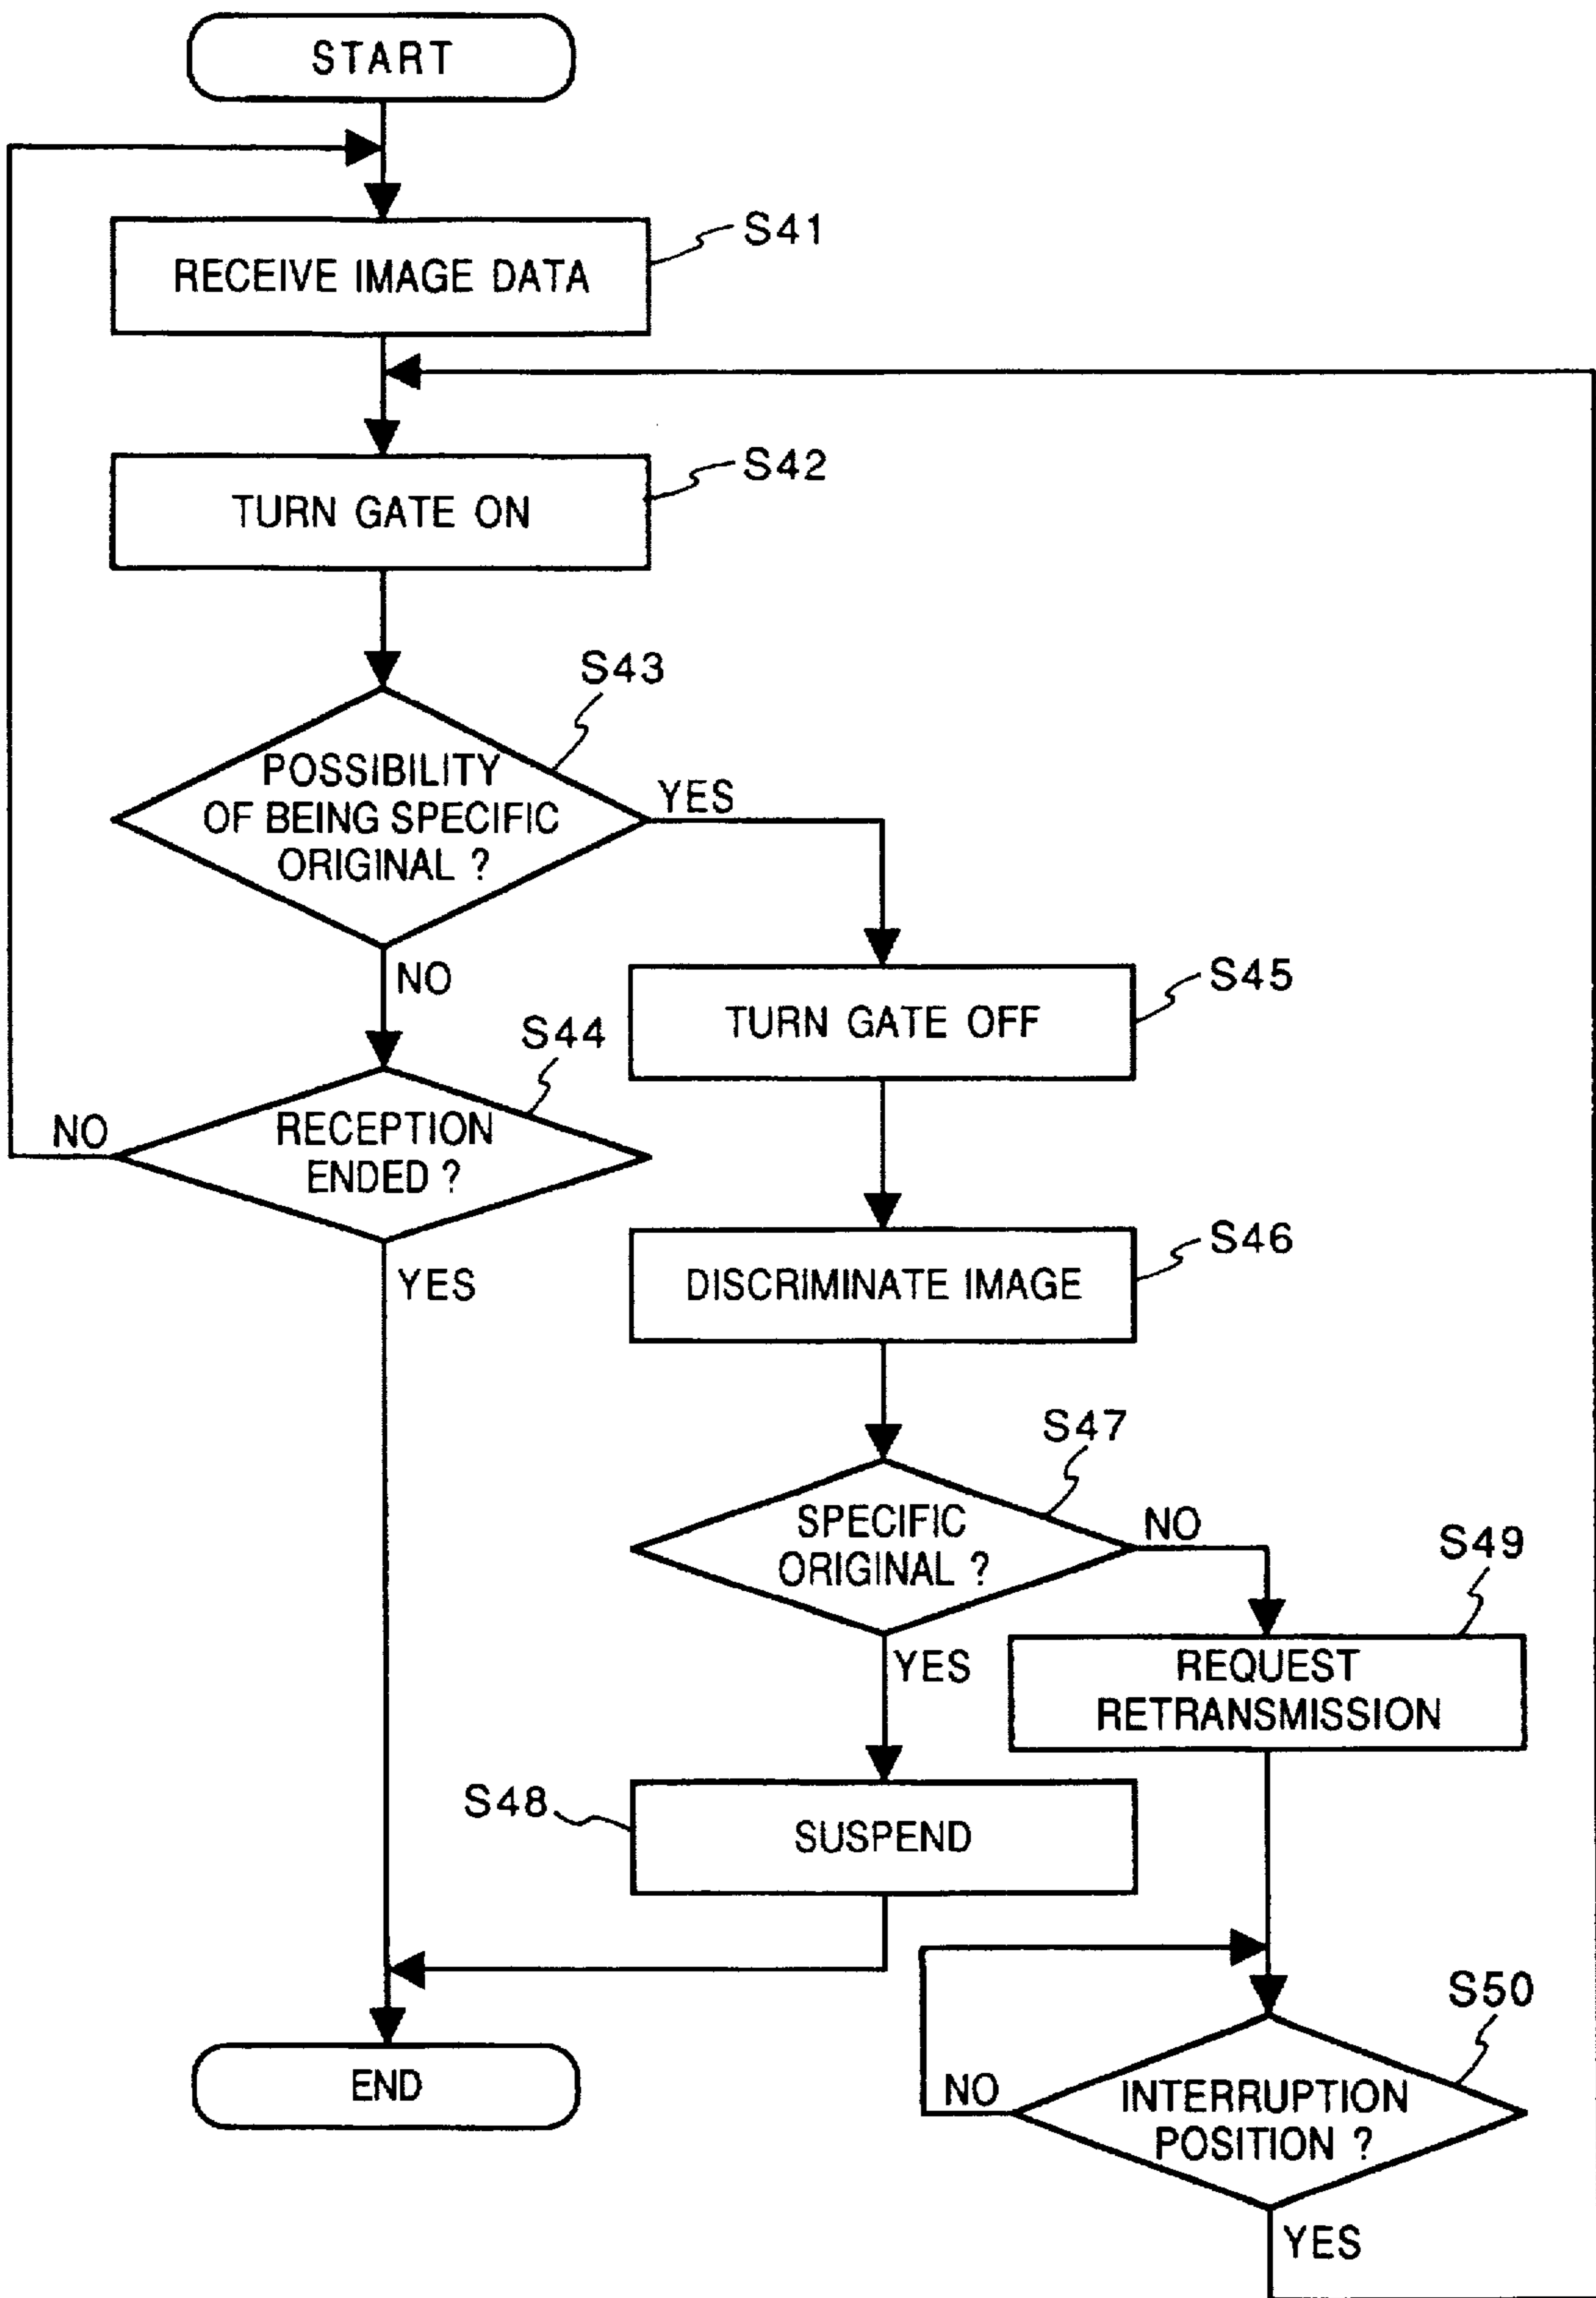 START
S41
RECEIVE IMAGE DATA
S42
TURN GATE ON
S43
POSSIBILITY
OF BEING SPECIFIC
ORIGINAL ?
YES
NO
S45
TURN GATE OFF
S44
RECEPTION
ENDED ?
NO
YES
S46
DISCRIMINATE IMAGE
S47
SPECIFIC
ORIGINAL ?
NO
YES
S49
REQUEST
RETRANSMISSION
S48
SUSPEND
S50
INTERRUPTION
POSITION ?
NO
YES
END